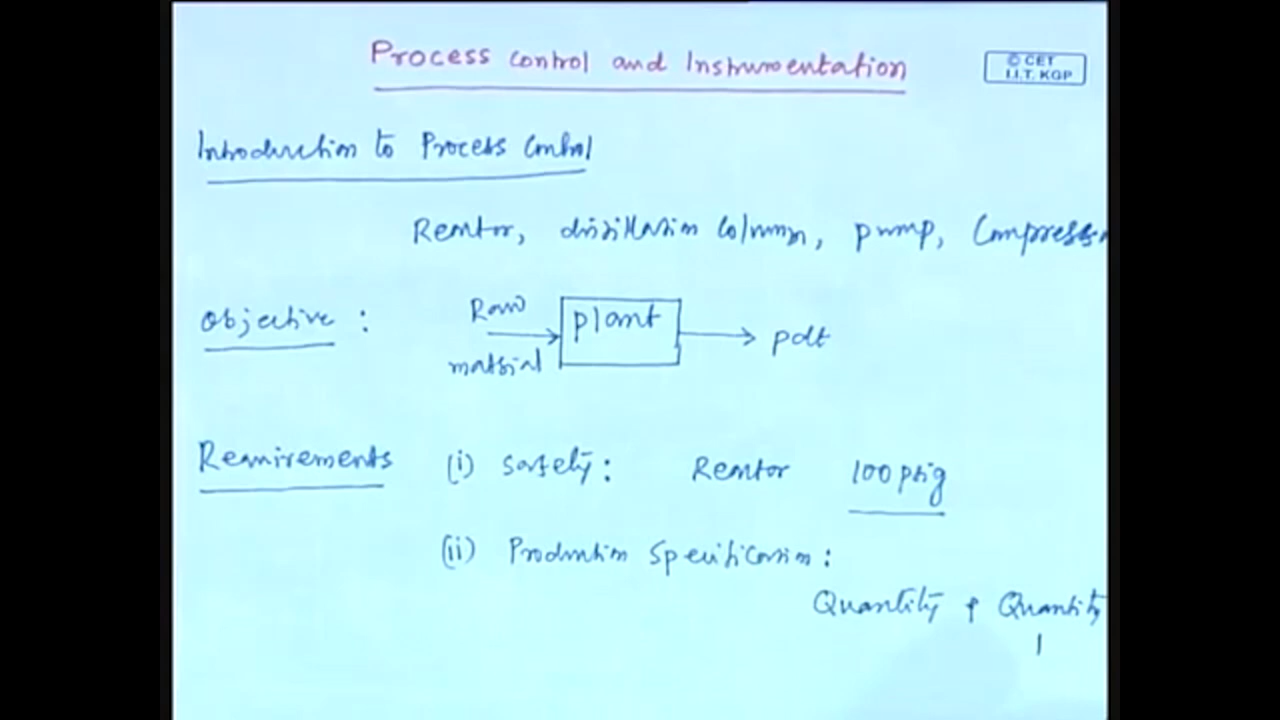 Process control and Instrumentation
© CET
I.I.T. KGP
Introduction to Process Control
Reactor, distillation column, pump, Compressor
Objective :
Raw
material
plant
pdt
Requirements
(i) Safety : Reactor 100 psig
(ii) Production Specification :
Quantity & Quantity